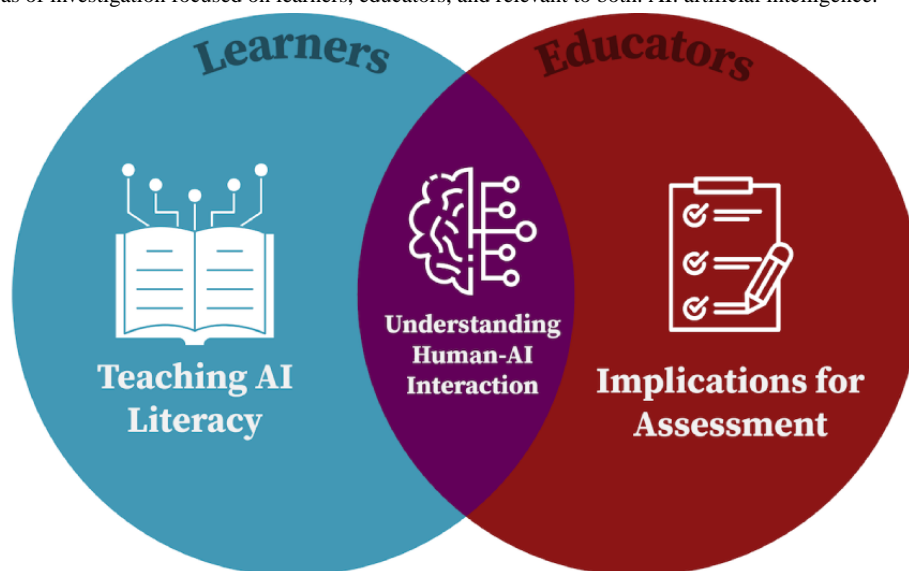 as of investigation focused on learners, educators, and relevant to both. AI: artificial intelligence.
Learners
Educators
Teaching AI
Literacy
Understanding
Human-AI
Interaction
Implications for
Assessment